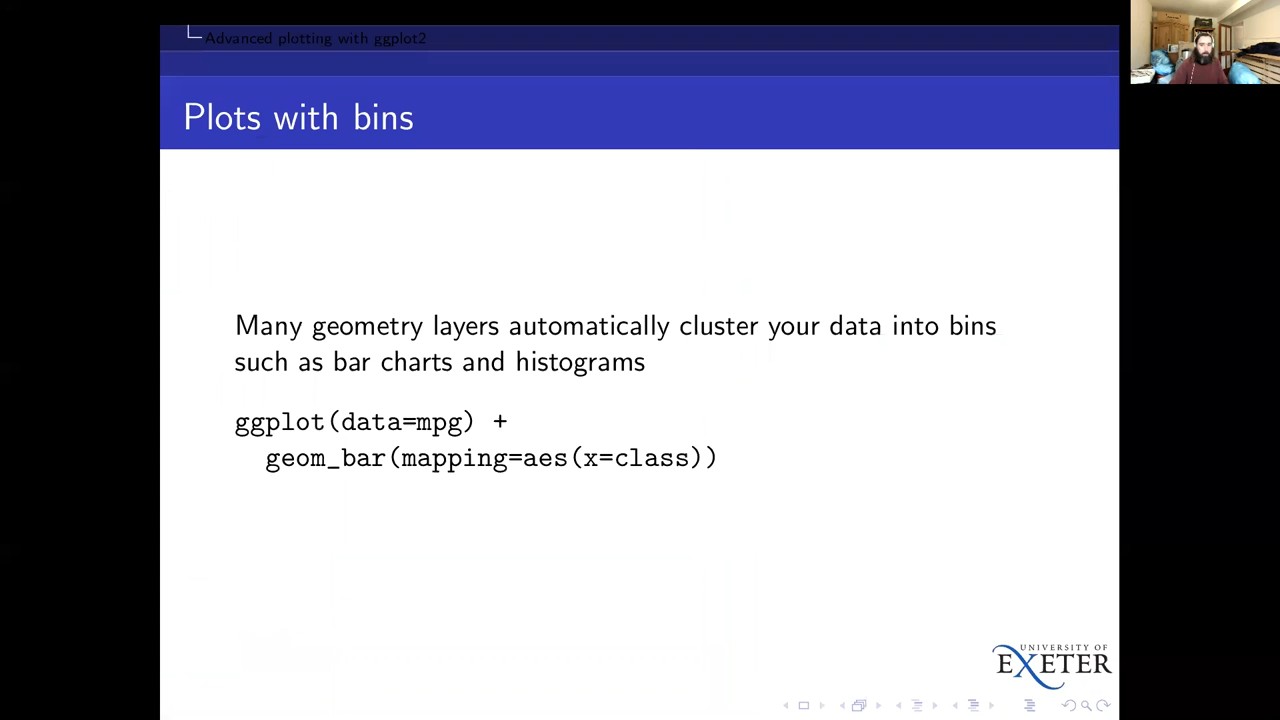 Advanced plotting with ggplot2
Plots with bins
Many geometry layers automatically cluster your data into bins
such as bar charts and histograms
ggplot(data=mpg) +
geom_bar(mapping=aes(x=class))
UNIVERSITY OF
EXETER